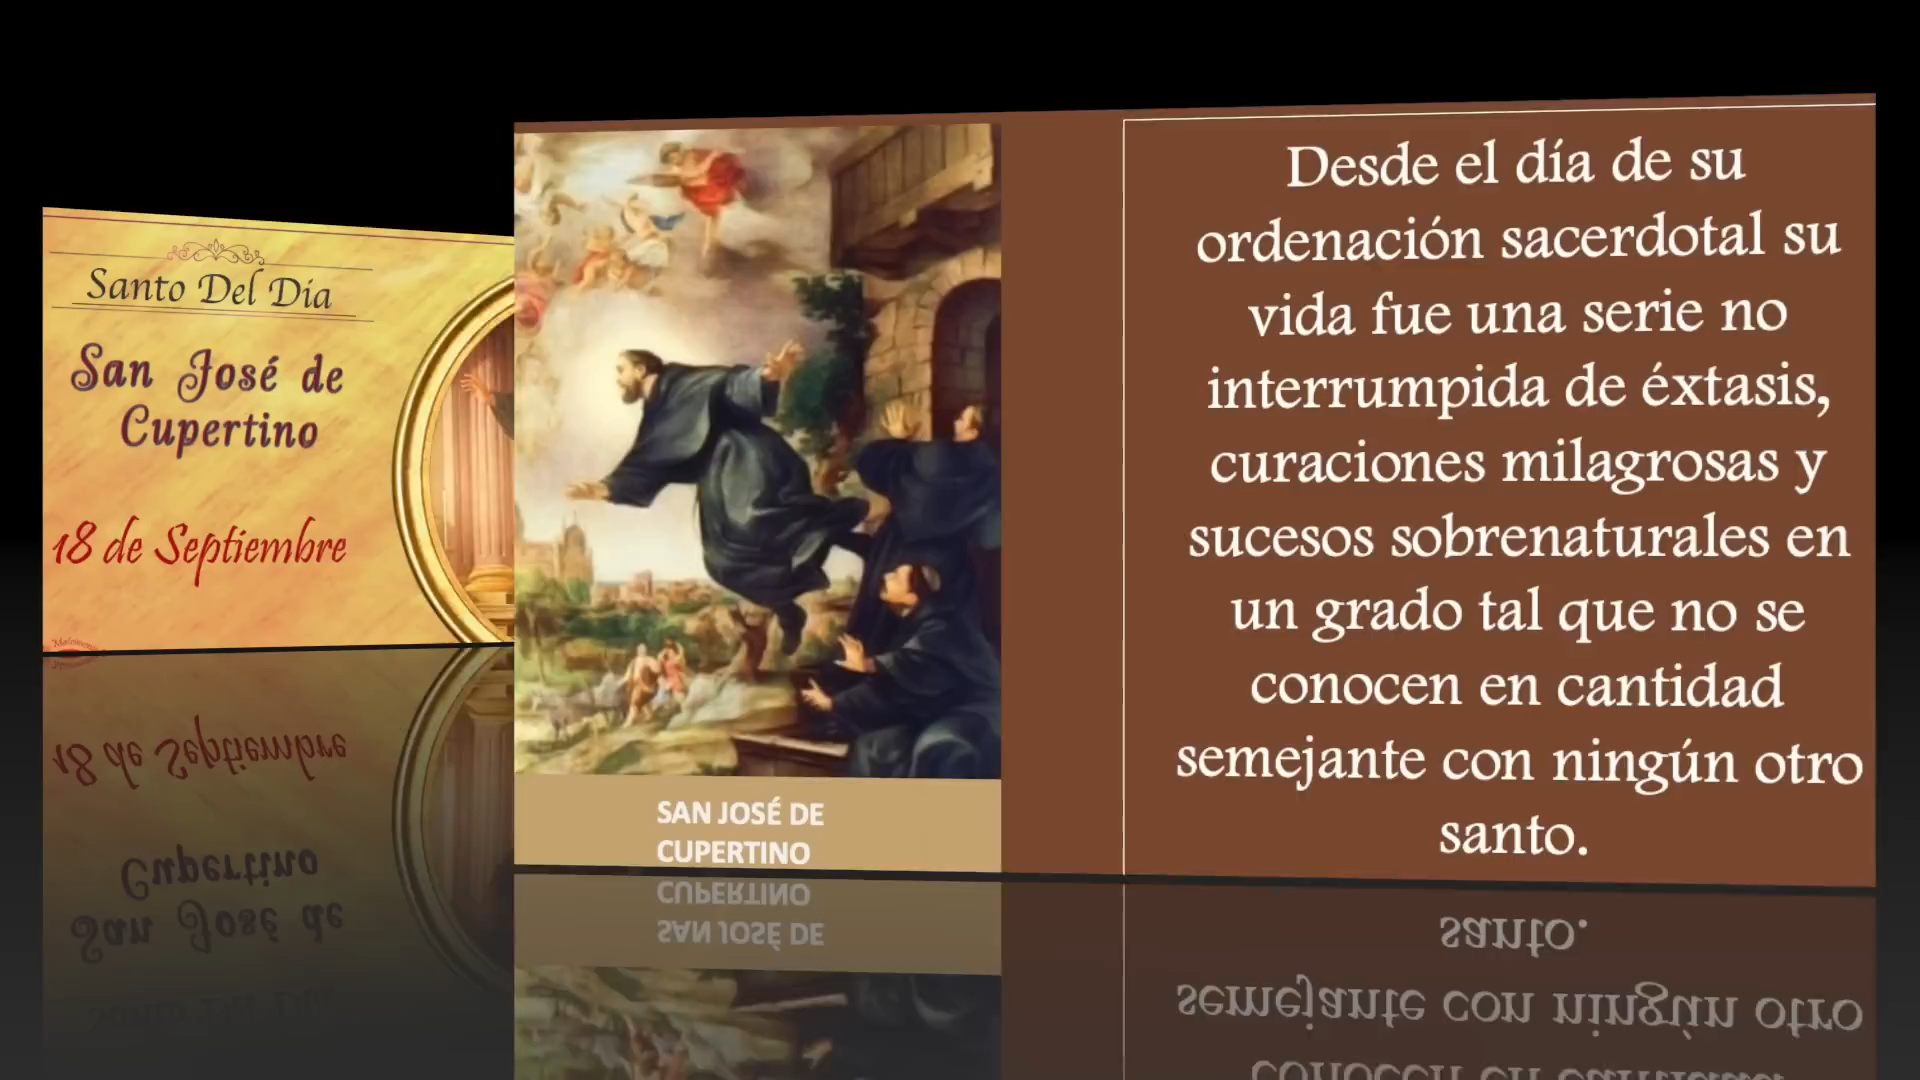 Santo Del Día
San José de
Cupertino
18 de Septiembre
SAN JOSÉ DE
CUPERTINO
Desde el día de su
ordenación sacerdotal su
vida fue una serie no
interrumpida de éxtasis,
curaciones milagrosas y
sucesos sobrenaturales en
un grado tal que no se
conocen en cantidad
semejante con ningún otro
santo.